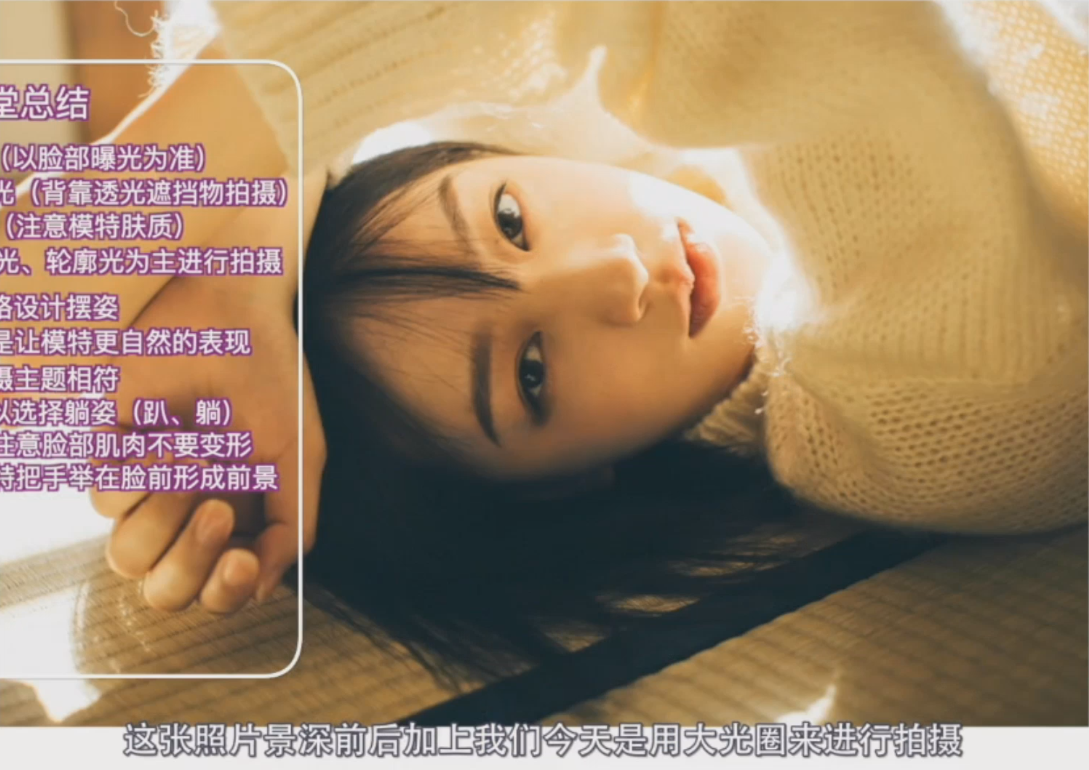 堂总结
（以脸部曝光为准）
光（背靠透光遮挡物拍摄）
（注意模特肤质）
光、轮廓光为主进行拍摄
格设计摆姿
是让模特更自然的表现
摄主题相符
以选择躺姿（趴、躺）
注意脸部肌肉不要变形
特把手举在脸前形成前景
这张照片景深前后加上我们今天是用大光圈来进行拍摄